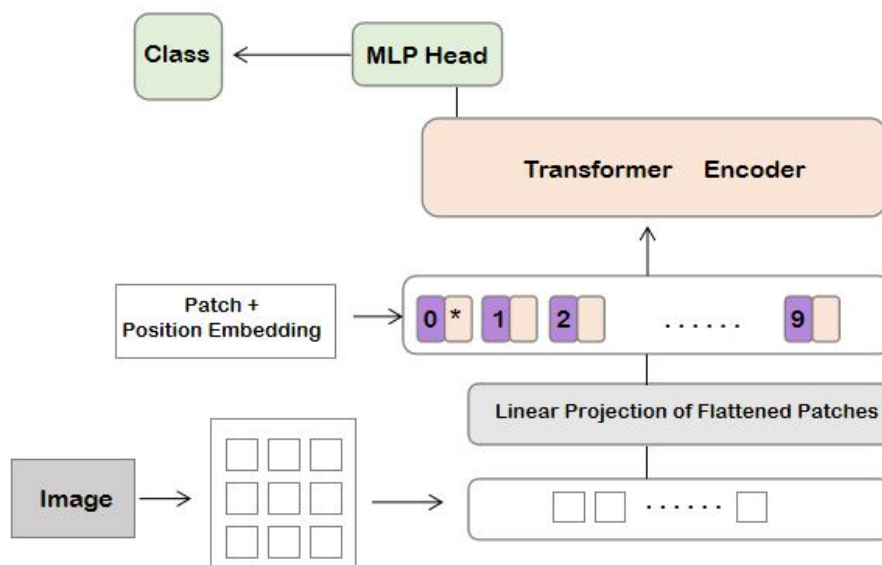 Class
MLP Head
Transformer Encoder
Patch +
Position Embedding
0 * 1 2 . . . . . . 9
Linear Projection of Flattened Patches
Image
. . . . . .